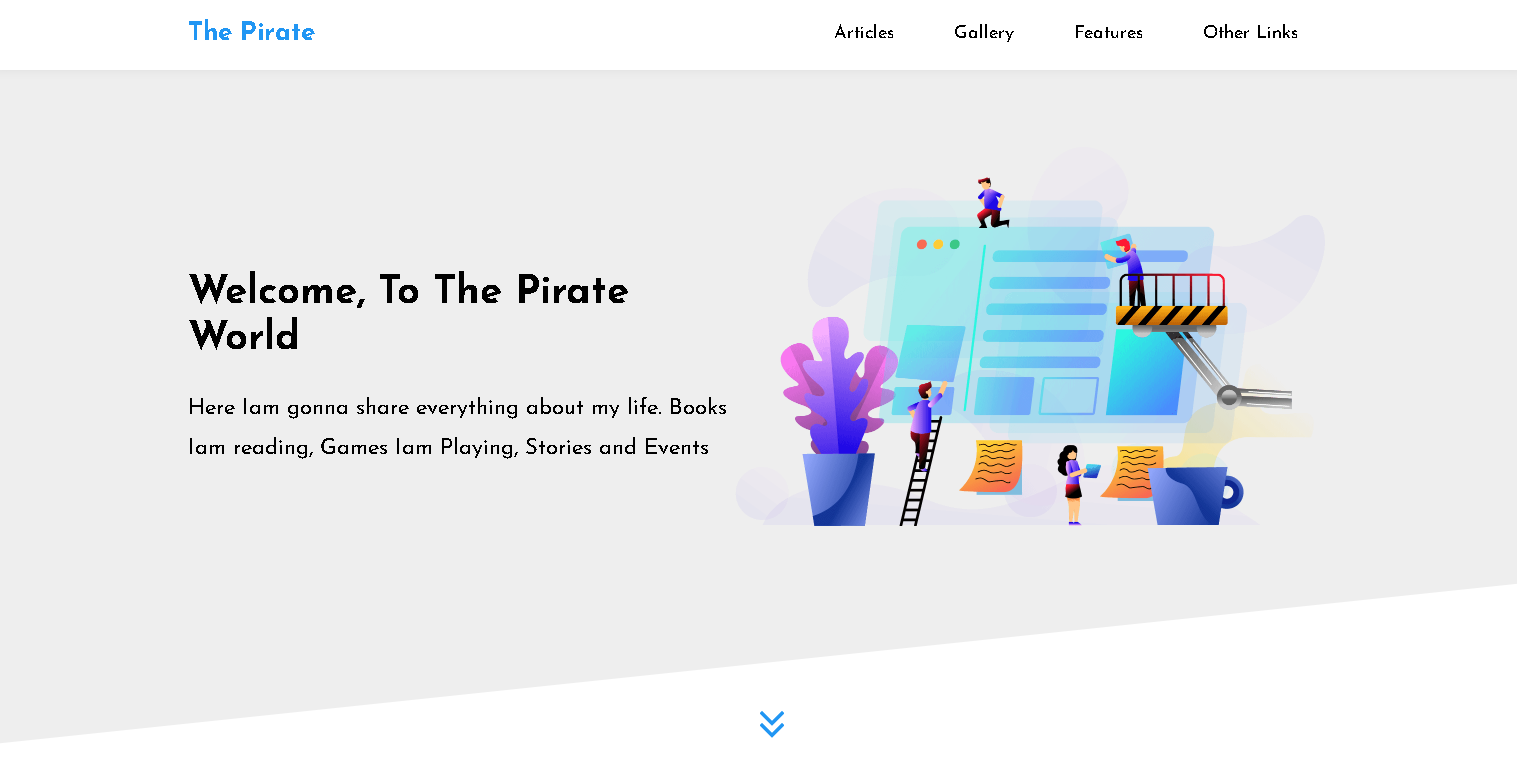 The Pirate
Articles Gallery Features Other Links
Welcome, To The Pirate
World
Here Iam gonna share everything about my life. Books
Iam reading, Games Iam Playing, Stories and Events